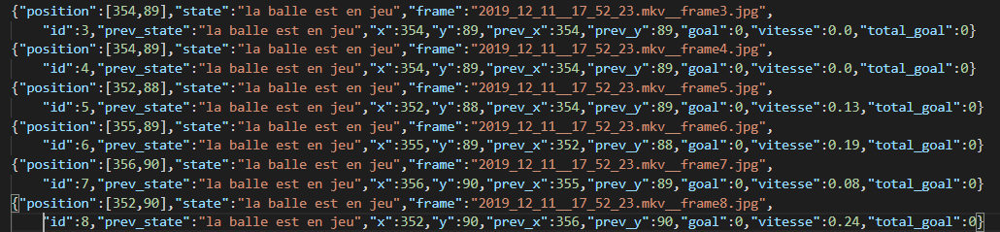 {"position":[354,89],"state":"la balle est en jeu","frame":"2019_12_11__17_52_23.mkv__frame3.jpg",
"id":3,"prev_state":"la balle est en jeu","x":354,"y":89,"prev_x":354,"prev_y":89,"goal":0,"vitesse":0.0,"total_goal":0}
{"position":[354,89],"state":"la balle est en jeu","frame":"2019_12_11__17_52_23.mkv__frame4.jpg",
"id":4,"prev_state":"la balle est en jeu","x":354,"y":89,"prev_x":354,"prev_y":89,"goal":0,"vitesse":0.0,"total_goal":0}
{"position":[352,88],"state":"la balle est en jeu","frame":"2019_12_11__17_52_23.mkv__frame5.jpg",
"id":5,"prev_state":"la balle est en jeu","x":352,"y":88,"prev_x":354,"prev_y":89,"goal":0,"vitesse":0.13,"total_goal":0}
{"position":[355,89],"state":"la balle est en jeu","frame":"2019_12_11__17_52_23.mkv__frame6.jpg",
"id":6,"prev_state":"la balle est en jeu","x":355,"y":89,"prev_x":352,"prev_y":88,"goal":0,"vitesse":0.19,"total_goal":0}
{"position":[356,90],"state":"la balle est en jeu","frame":"2019_12_11__17_52_23.mkv__frame7.jpg",
"id":7,"prev_state":"la balle est en jeu","x":356,"y":90,"prev_x":355,"prev_y":89,"goal":0,"vitesse":0.08,"total_goal":0}
{"position":[352,90],"state":"la balle est en jeu","frame":"2019_12_11__17_52_23.mkv__frame8.jpg",
"id":8,"prev_state":"la balle est en jeu","x":352,"y":90,"prev_x":356,"prev_y":90,"goal":0,"vitesse":0.24,"total_goal":0}